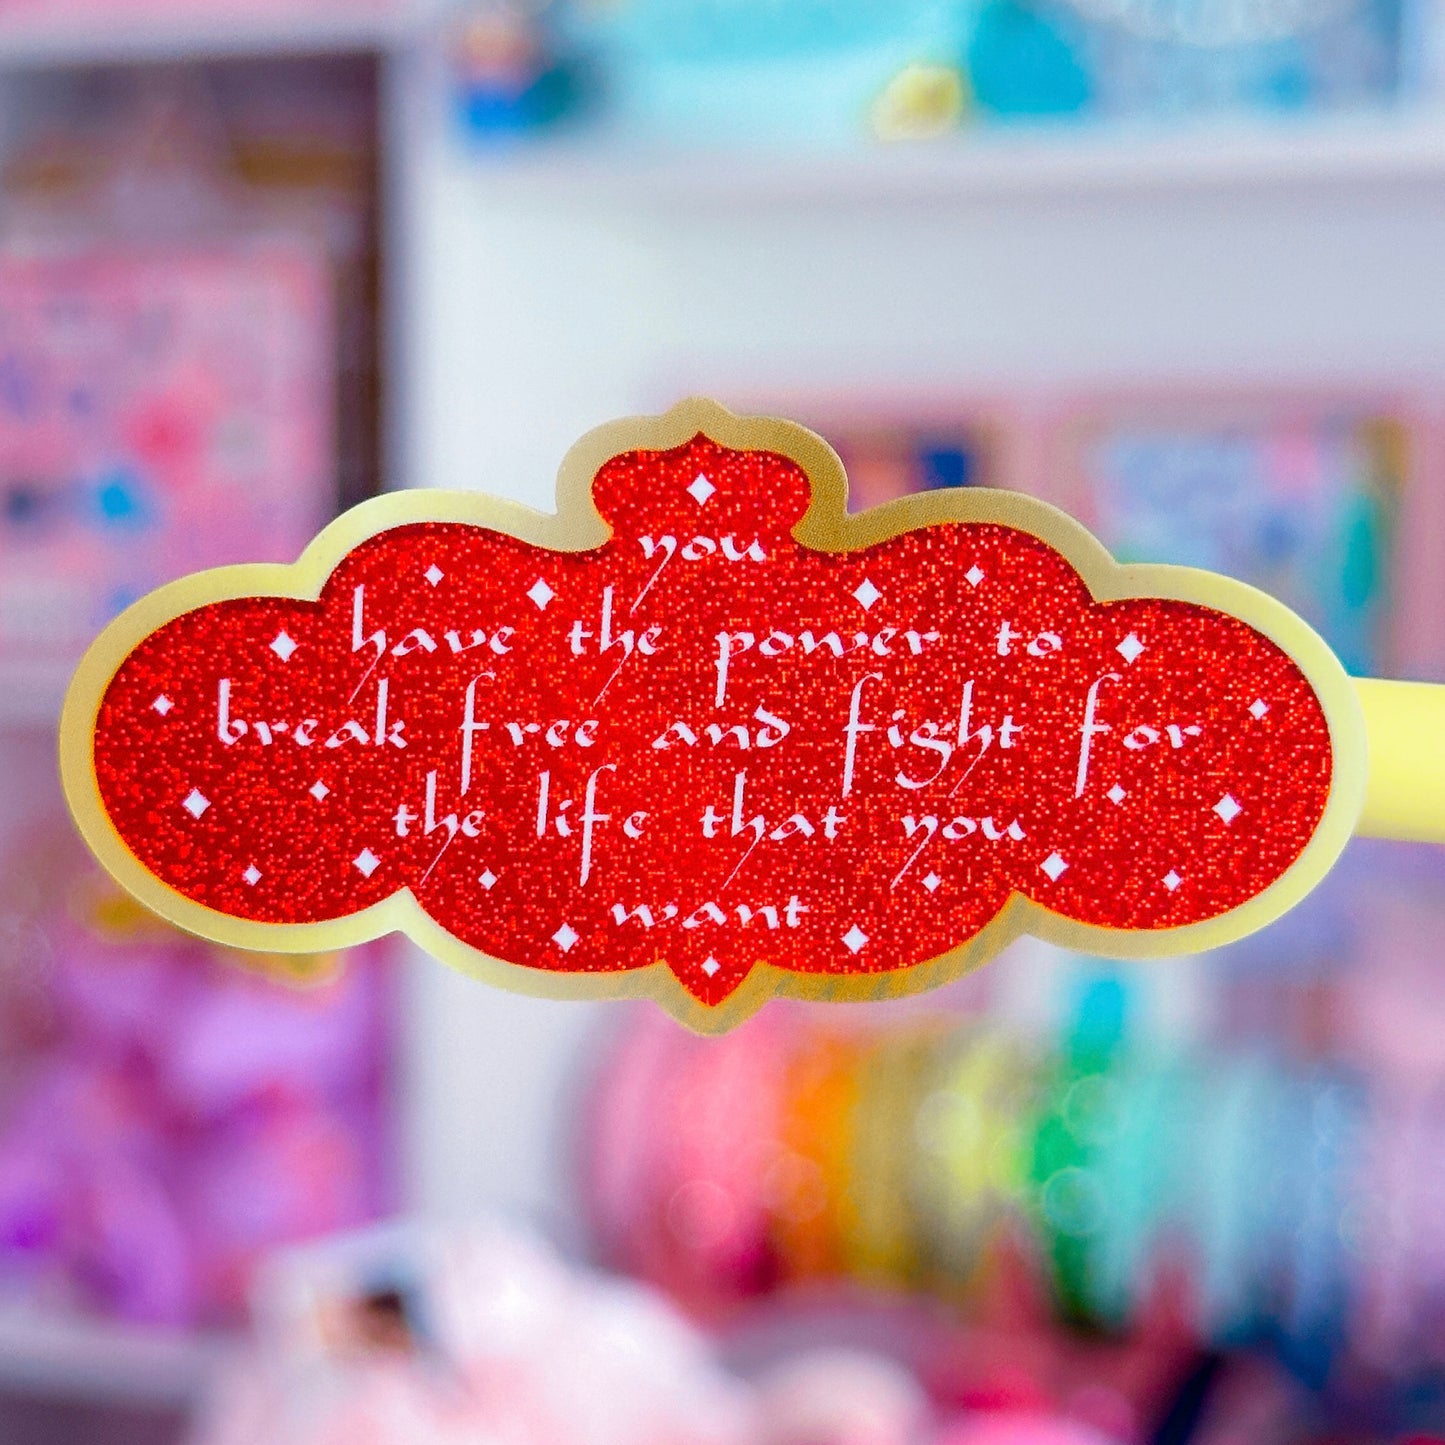 you
have the power to
break free and fight for
the life that you
want